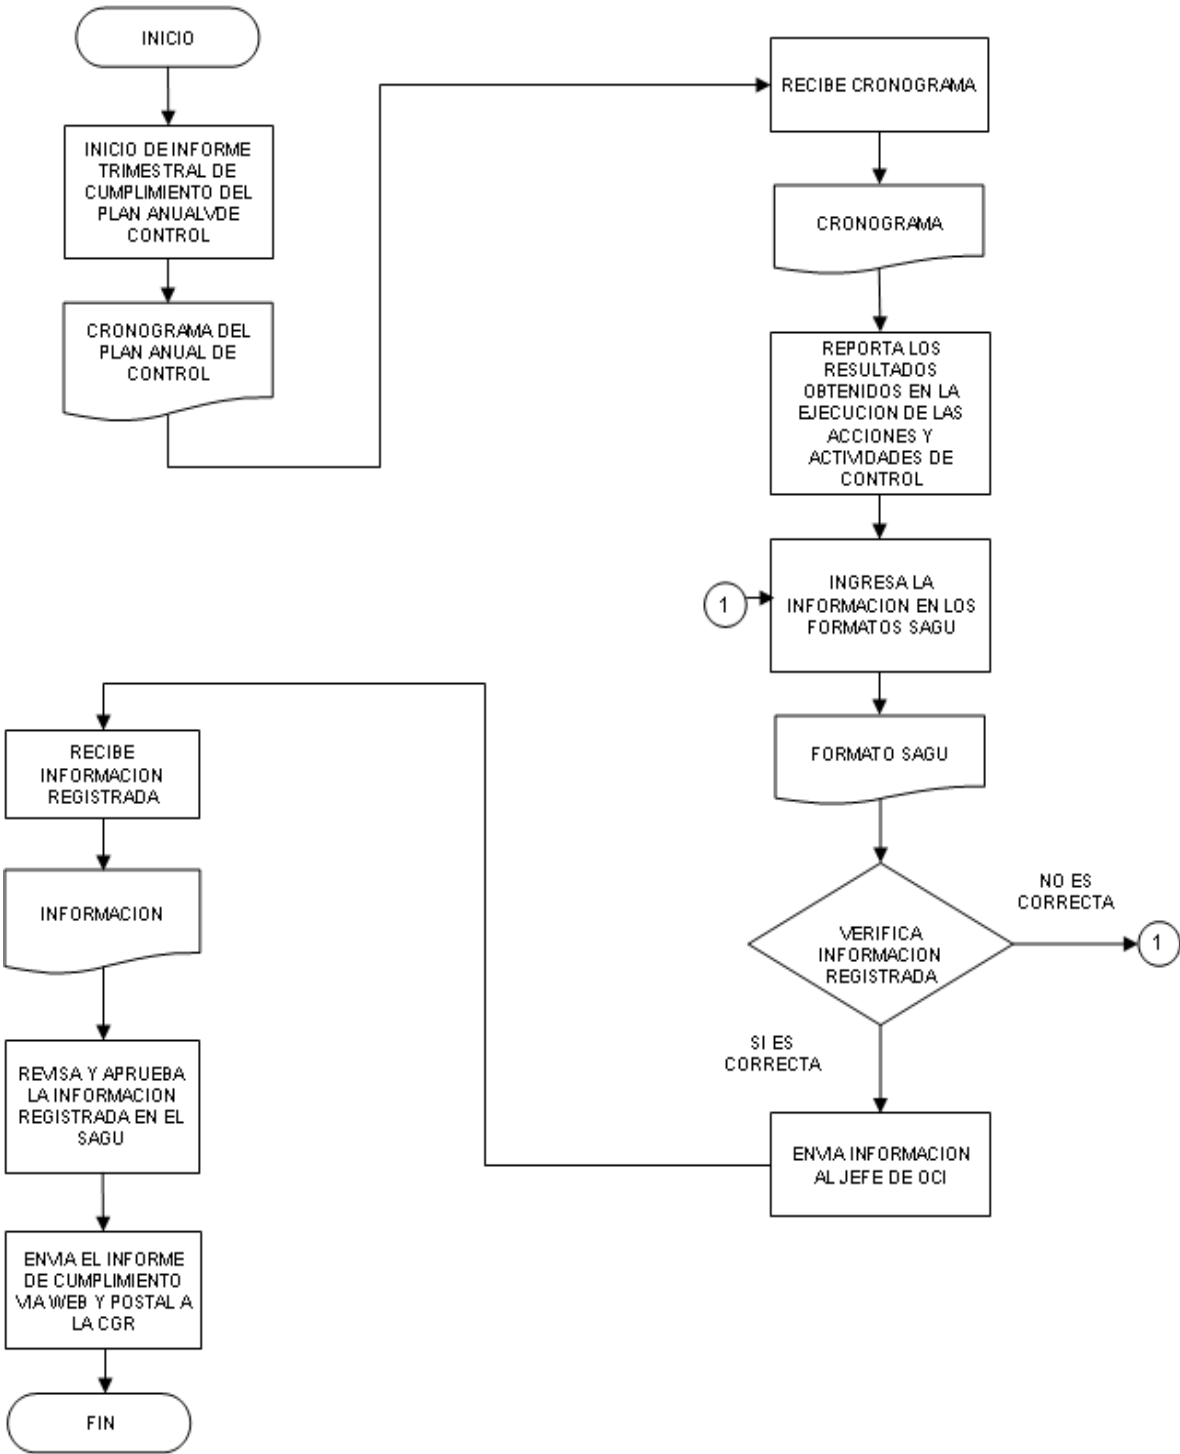 INICIO
INICIO DE INFORME
TRIMESTRAL DE
CUMPLIMIENTO DEL
PLAN ANUALVDE
CONTROL
CRONOGRAMA DEL
PLAN ANUAL DE
CONTROL
RECIBE CRONOGRAMA
CRONOGRAMA
REPORTA LOS
RESULTADOS
OBTENIDOS EN LA
EJECUCION DE LAS
ACCIONES Y
ACTIVIDADES DE
CONTROL
1
INGRESA LA
INFORMACION EN LOS
FORMATOS SAGU
FORMATO SAGU
VERIFICA
INFORMACION
REGISTRADA
NO ES
CORRECTA
1
SI ES
CORRECTA
ENVIA INFORMACION
AL JEFE DE OCI
RECIBE
INFORMACION
REGISTRADA
INFORMACION
REVISA Y APRUEBA
LA INFORMACION
REGISTRADA EN EL
SAGU
ENVIA EL INFORME
DE CUMPLIMIENTO
VIA WEB Y POSTAL A
LA CGR
FIN